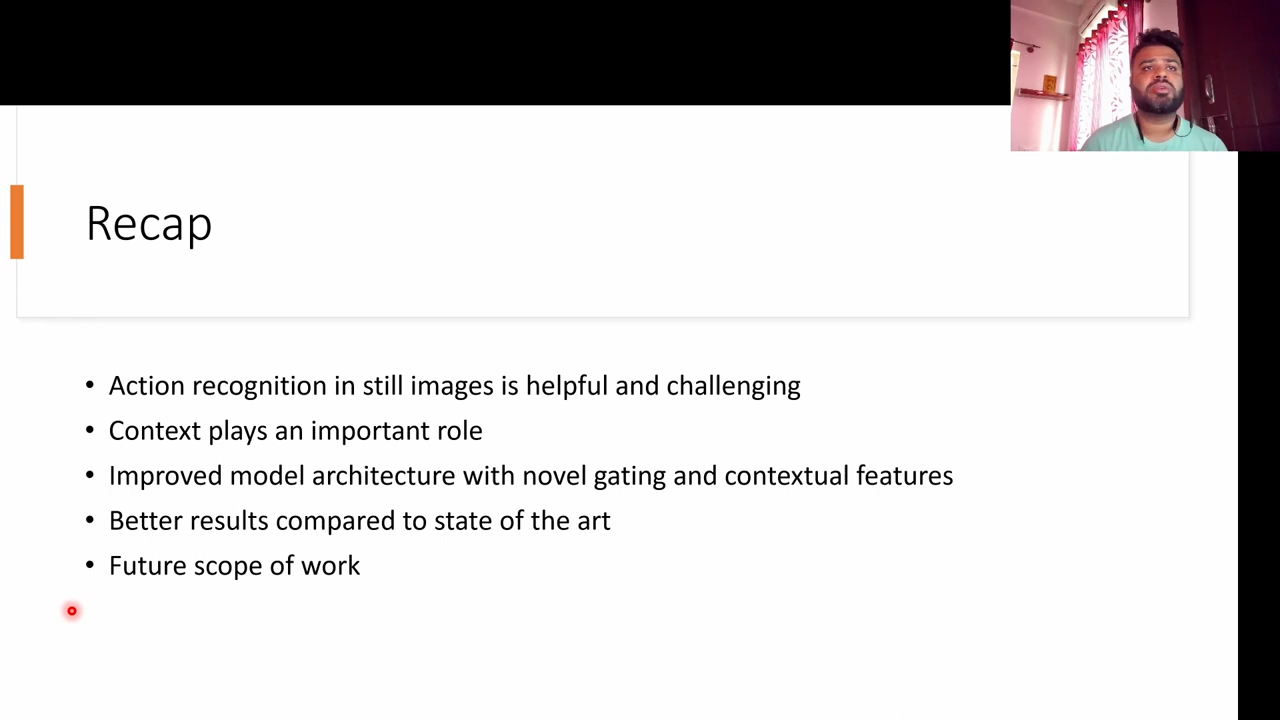 Recap
• Action recognition in still images is helpful and challenging
• Context plays an important role
• Improved model architecture with novel gating and contextual features
• Better results compared to state of the art
• Future scope of work